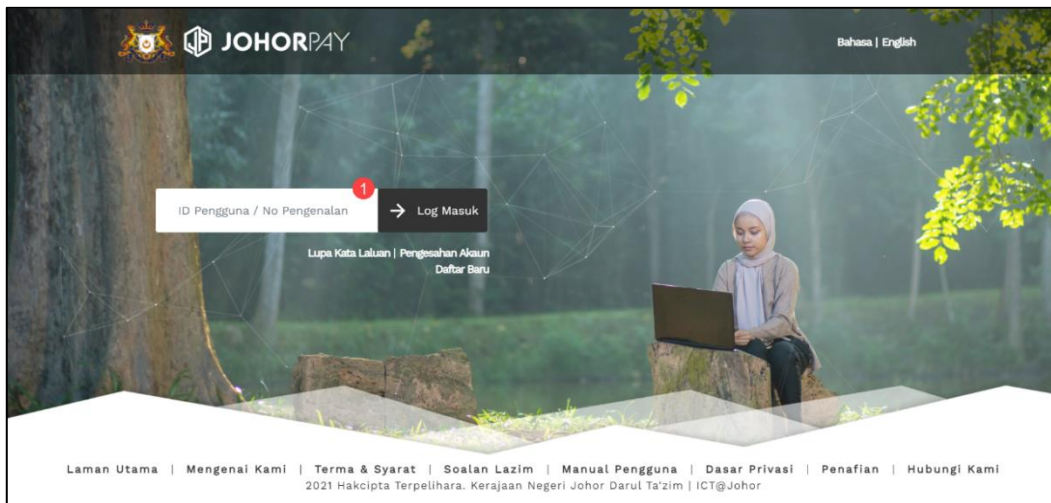 JOHORPAY
Bahasa | English
1
ID Pengguna / No Pengenalan
→ Log Masuk
Lupa Kata Laluan | Pengesahan Akaun
Daftar Baru
Laman Utama | Mengenai Kami | Terma & Syarat | Soalan Lazim | Manual Pengguna | Dasar Privasi | Penafian | Hubungi Kami
2021 Hakcipta Terpelihara. Kerajaan Negeri Johor Darul Ta'zim | ICT@Johor